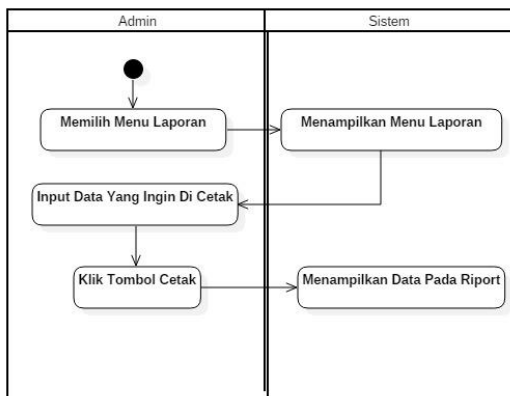 Admin
Sistem
Memilih Menu Laporan
Menampilkan Menu Laporan
Input Data Yang Ingin Di Cetak
Klik Tombol Cetak
Menampilkan Data Pada Riport